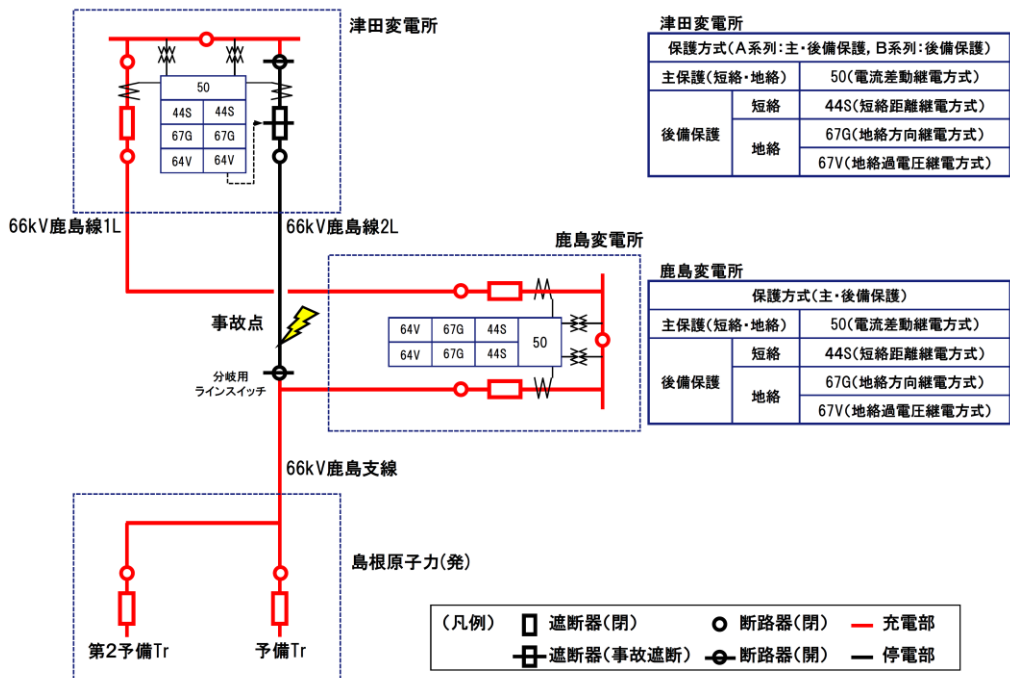 津田変電所
50
44S 44S
67G 67G
64V 64V
66kV鹿島線1L
66kV鹿島線2L
津田変電所
保護方式(A系列:主・後備保護, B系列:後備保護)
主保護(短絡・地絡) 50(電流差動継電方式)
後備保護 短絡 44S(短絡距離継電方式)
地絡 67G(地絡方向継電方式)
67V(地絡過電圧継電方式)
鹿島変電所
64V 67G 44S 50
64V 67G 44S
事故点
分岐用
ラインスイッチ
鹿島変電所
保護方式(主・後備保護)
主保護(短絡・地絡) 50(電流差動継電方式)
後備保護 短絡 44S(短絡距離継電方式)
地絡 67G(地絡方向継電方式)
67V(地絡過電圧継電方式)
66kV鹿島支線
島根原子力(発)
第2予備Tr
予備Tr
(凡例) 遮断器(閉) 断路器(閉) 充電部
遮断器(事故遮断) 断路器(開) 停電部